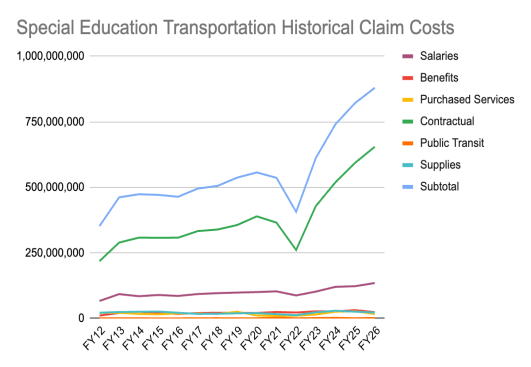 Special Education Transportation Historical Claim Costs
1,000,000,000
750,000,000
500,000,000
250,000,000
0
FY12
FY13
FY14
FY15
FY16
FY17
FY18
FY19
FY20
FY21
FY22
FY23
FY24
FY25
FY26
Salaries
Benefits
Purchased Services
Contractual
Public Transit
Supplies
Subtotal